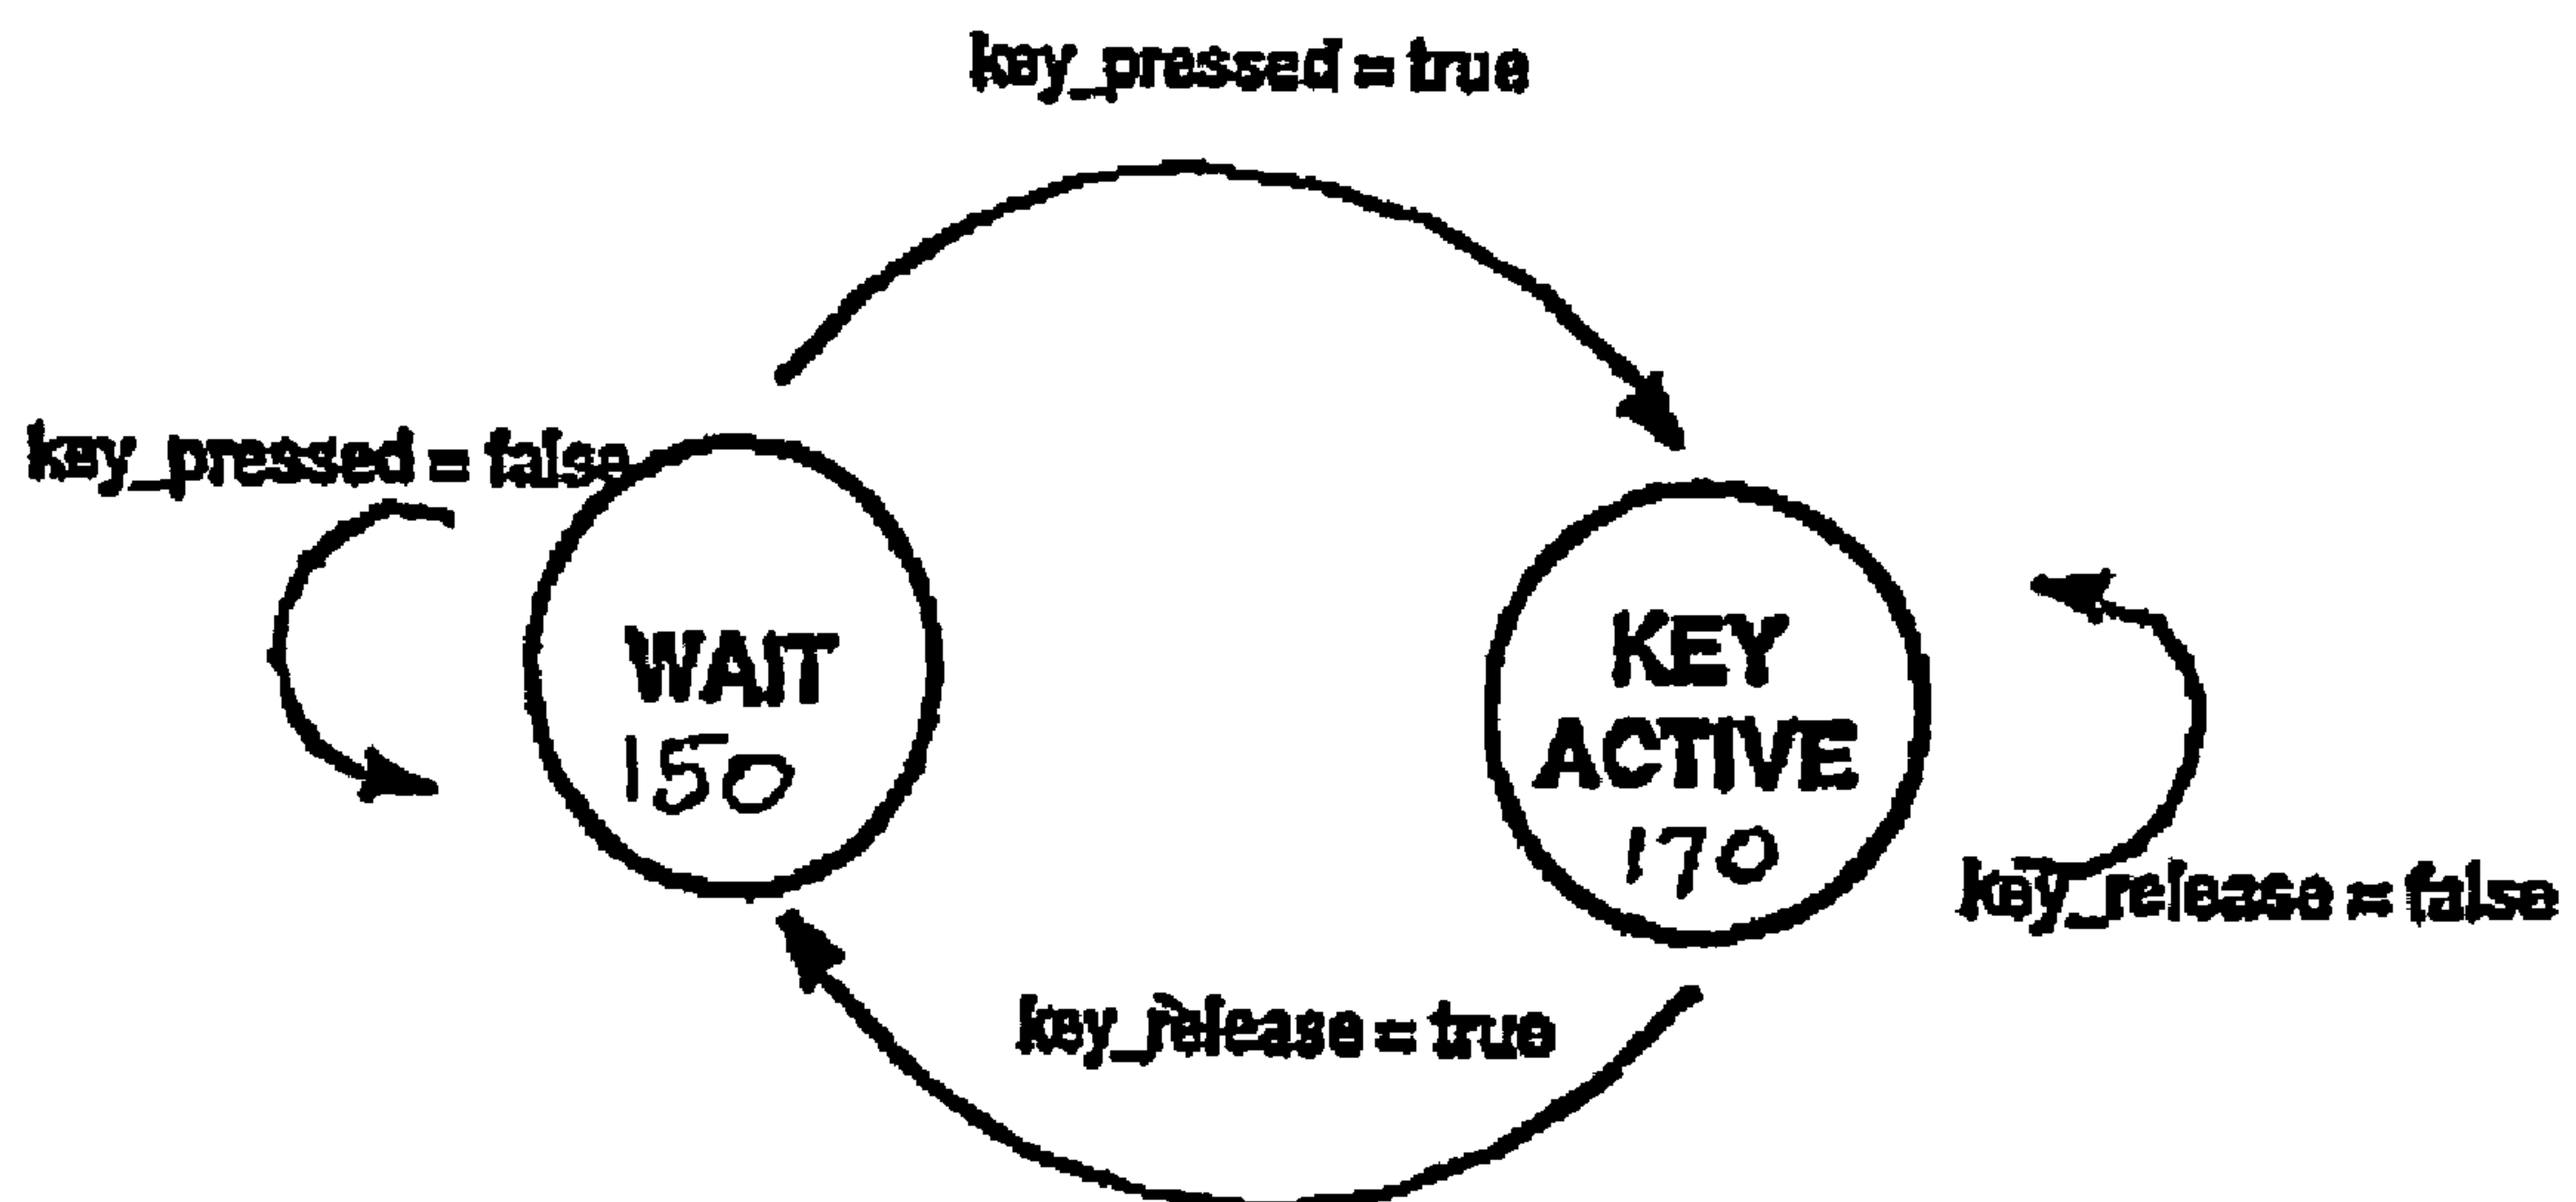 key_pressed = true
key_pressed = false
WAIT
150
KEY
ACTIVE
170
key_release = false
key_release = true